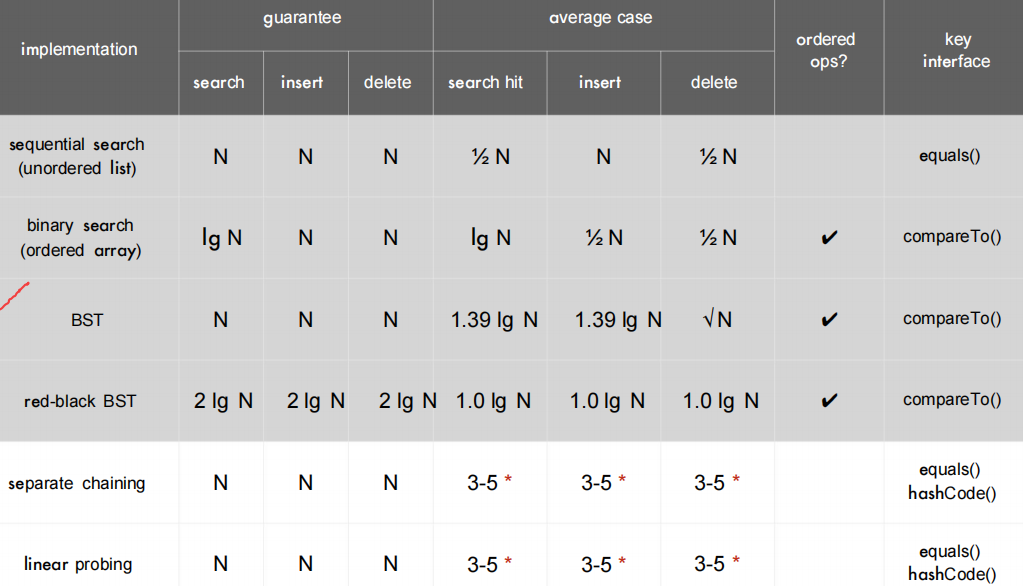 implementation guarantee average case ordered ops? key interface
search insert delete search hit insert delete
sequential search (unordered list) N N N ½ N N ½ N equals()
binary search (ordered array) lg N N N lg N ½ N ½ N ✔ compareTo()
BST N N N 1.39 lg N 1.39 lg N √N ✔ compareTo()
red-black BST 2 lg N 2 lg N 2 lg N 1.0 lg N 1.0 lg N 1.0 lg N ✔ compareTo()
separate chaining N N N 3-5 * 3-5 * 3-5 * equals() hashCode()
linear probing N N N 3-5 * 3-5 * 3-5 * equals() hashCode()